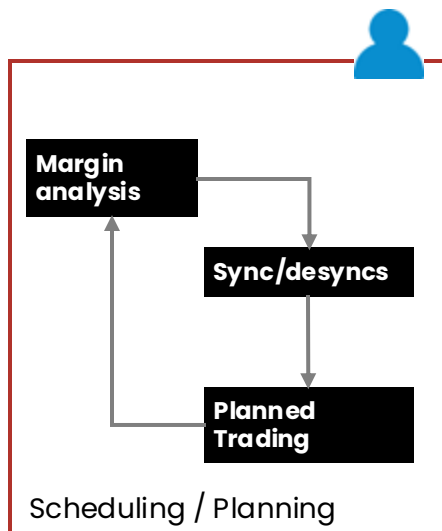 Margin
analysis
Sync/desyncs
Planned
Trading
Scheduling / Planning